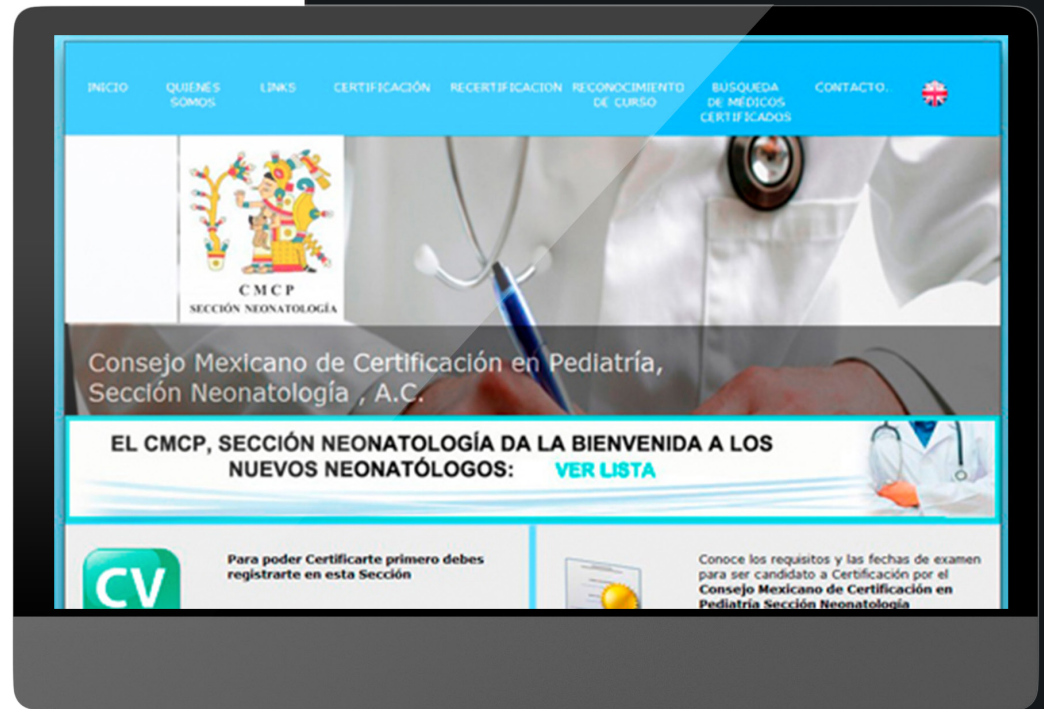 INICIO
QUIENES
SOMOS
LINKS
CERTIFICACIÓN
RECERTIFICACION
RECONOCIMIENTO
DE CURSO
BÚSQUEDA
DE MÉDICOS
CERTIFICADOS
CONTACTO.
C M C P
SECCIÓN NEONATOLOGÍA
Consejo Mexicano de Certificación en Pediatría,
Sección Neonatología , A.C.
EL CMCP, SECCIÓN NEONATOLOGÍA DA LA BIENVENIDA A LOS
NUEVOS NEONATÓLOGOS: VER LISTA
CV
Para poder Certificarte primero debes
registrarte en esta Sección
Conoce los requisitos y las fechas de examen
para ser candidato a Certificación por el
Consejo Mexicano de Certificación en
Pediatría Sección Neonatología